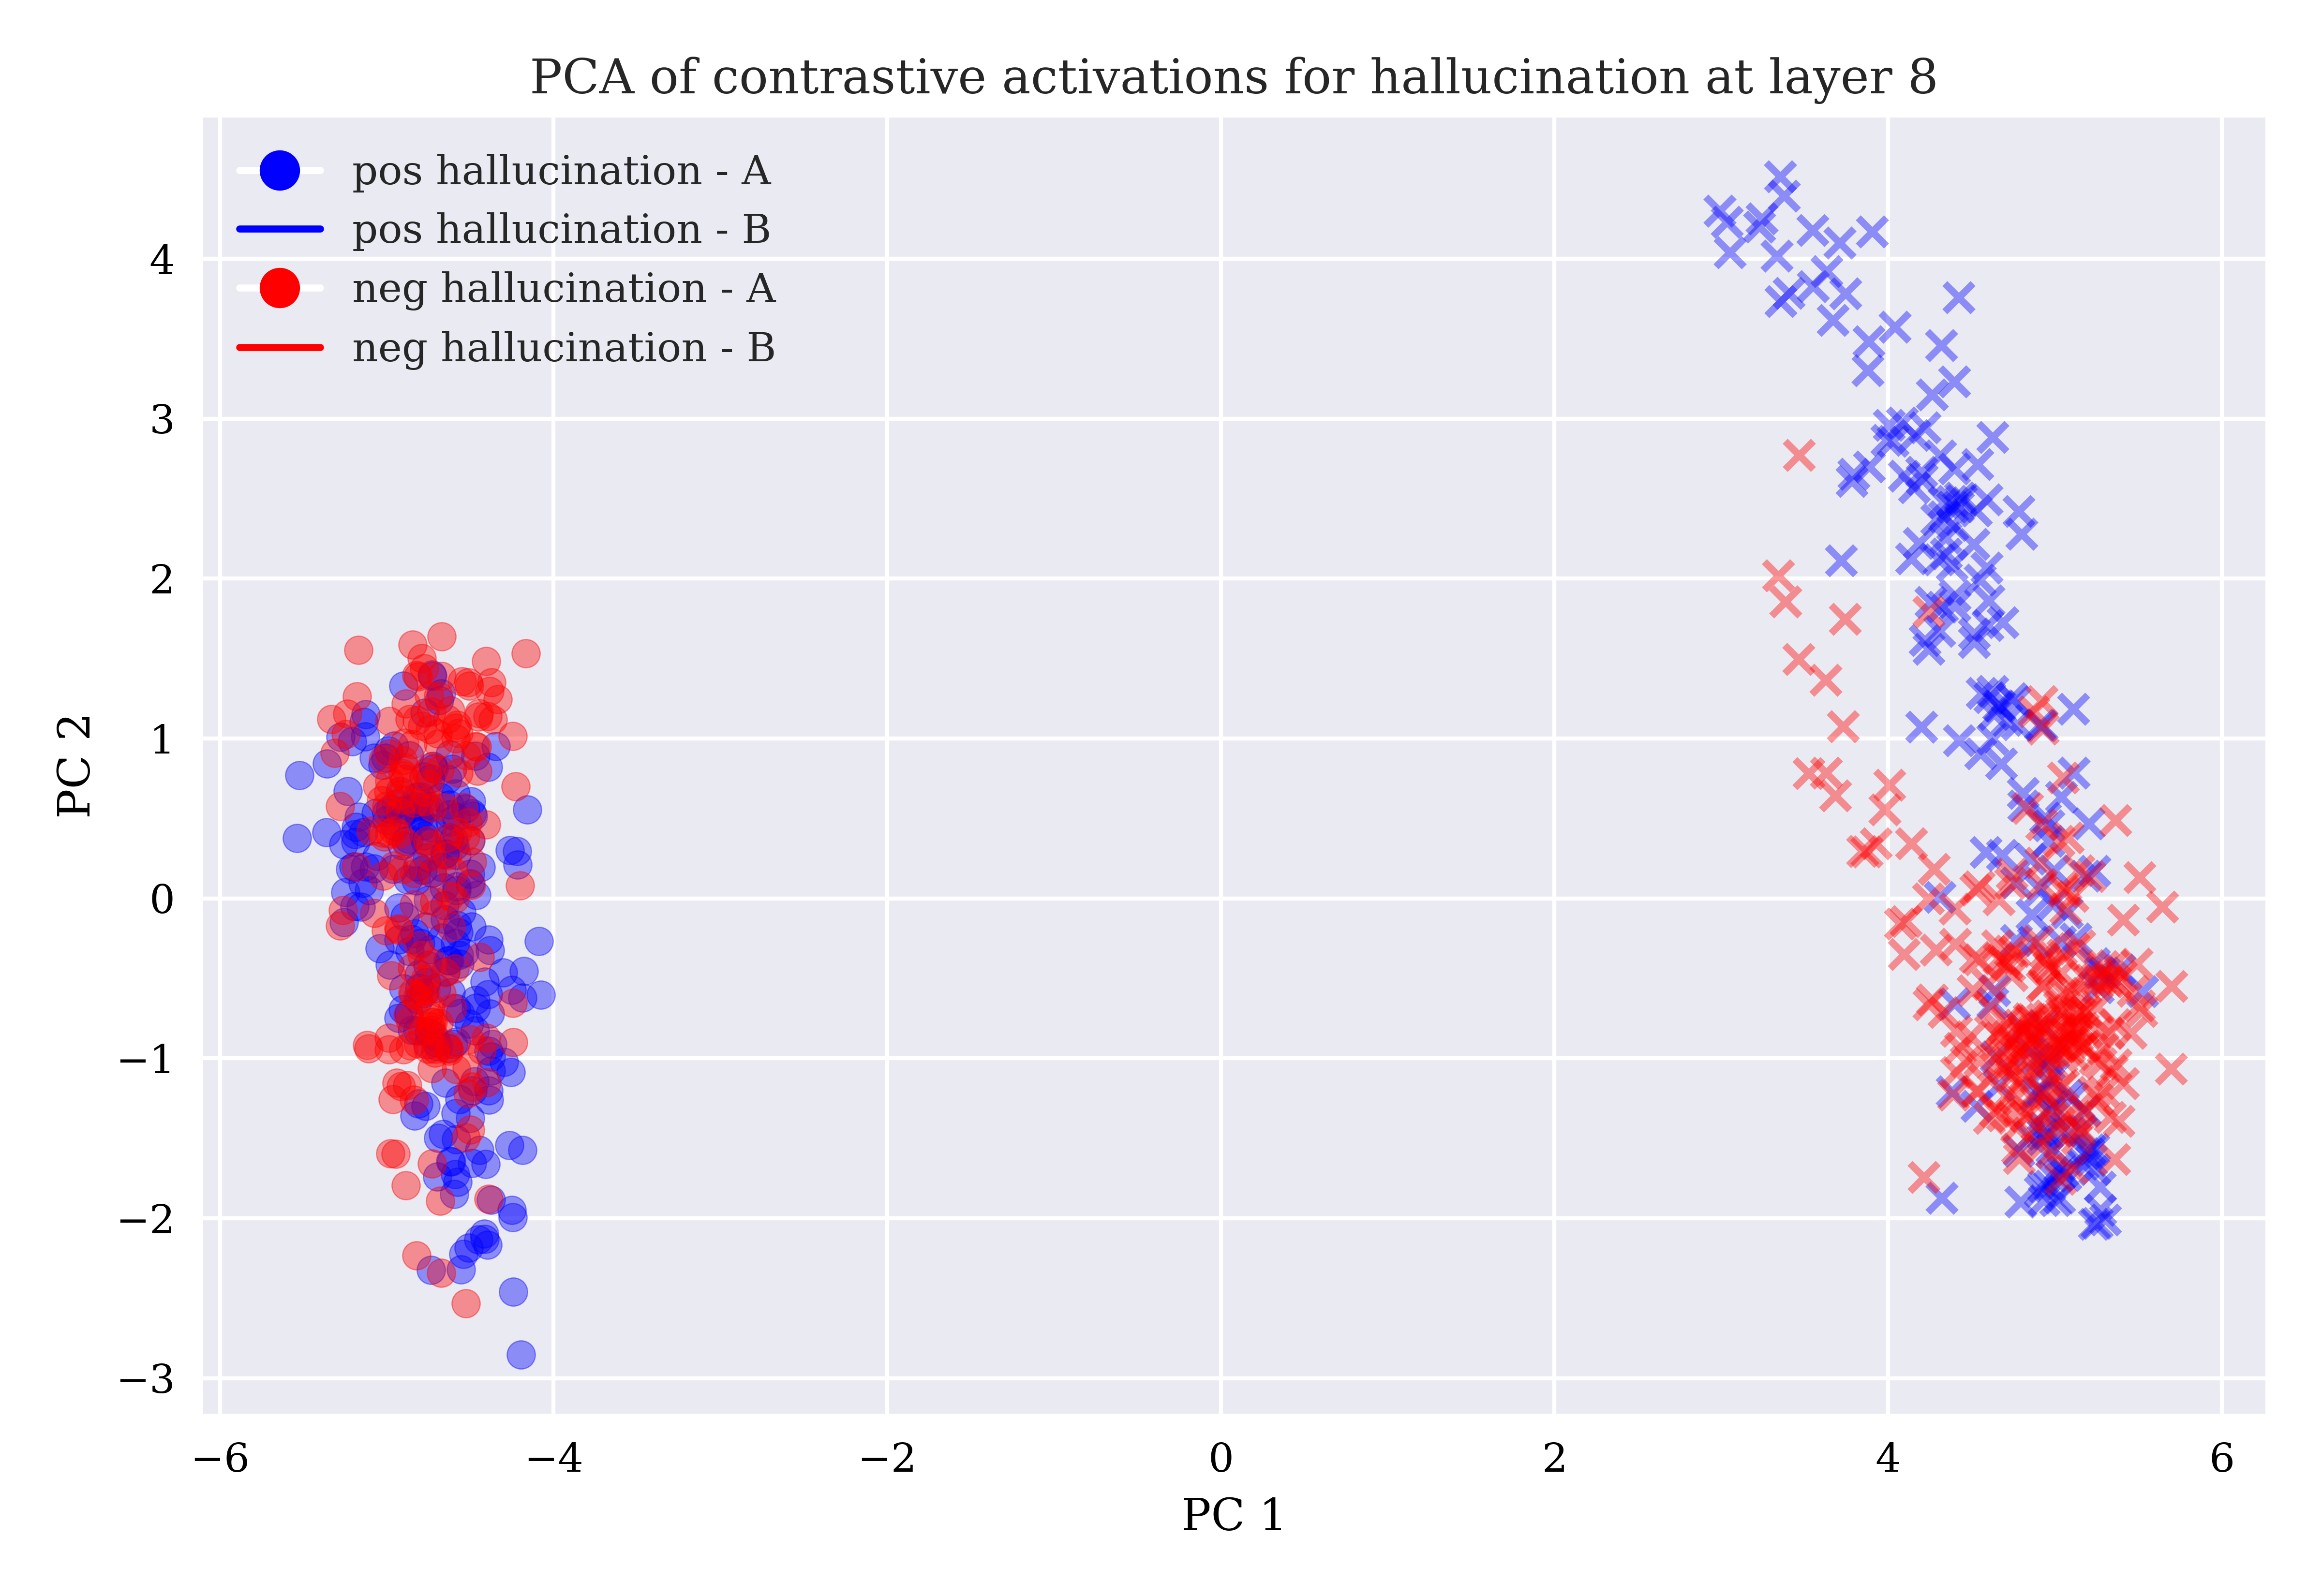 PCA of contrastive activations for hallucination at layer 8
pos hallucination - A
pos hallucination - B
neg hallucination - A
neg hallucination - B
4
3
2
1
0
−1
−2
−3
PC 2
−6
−4
−2
0
2
4
6
PC 1